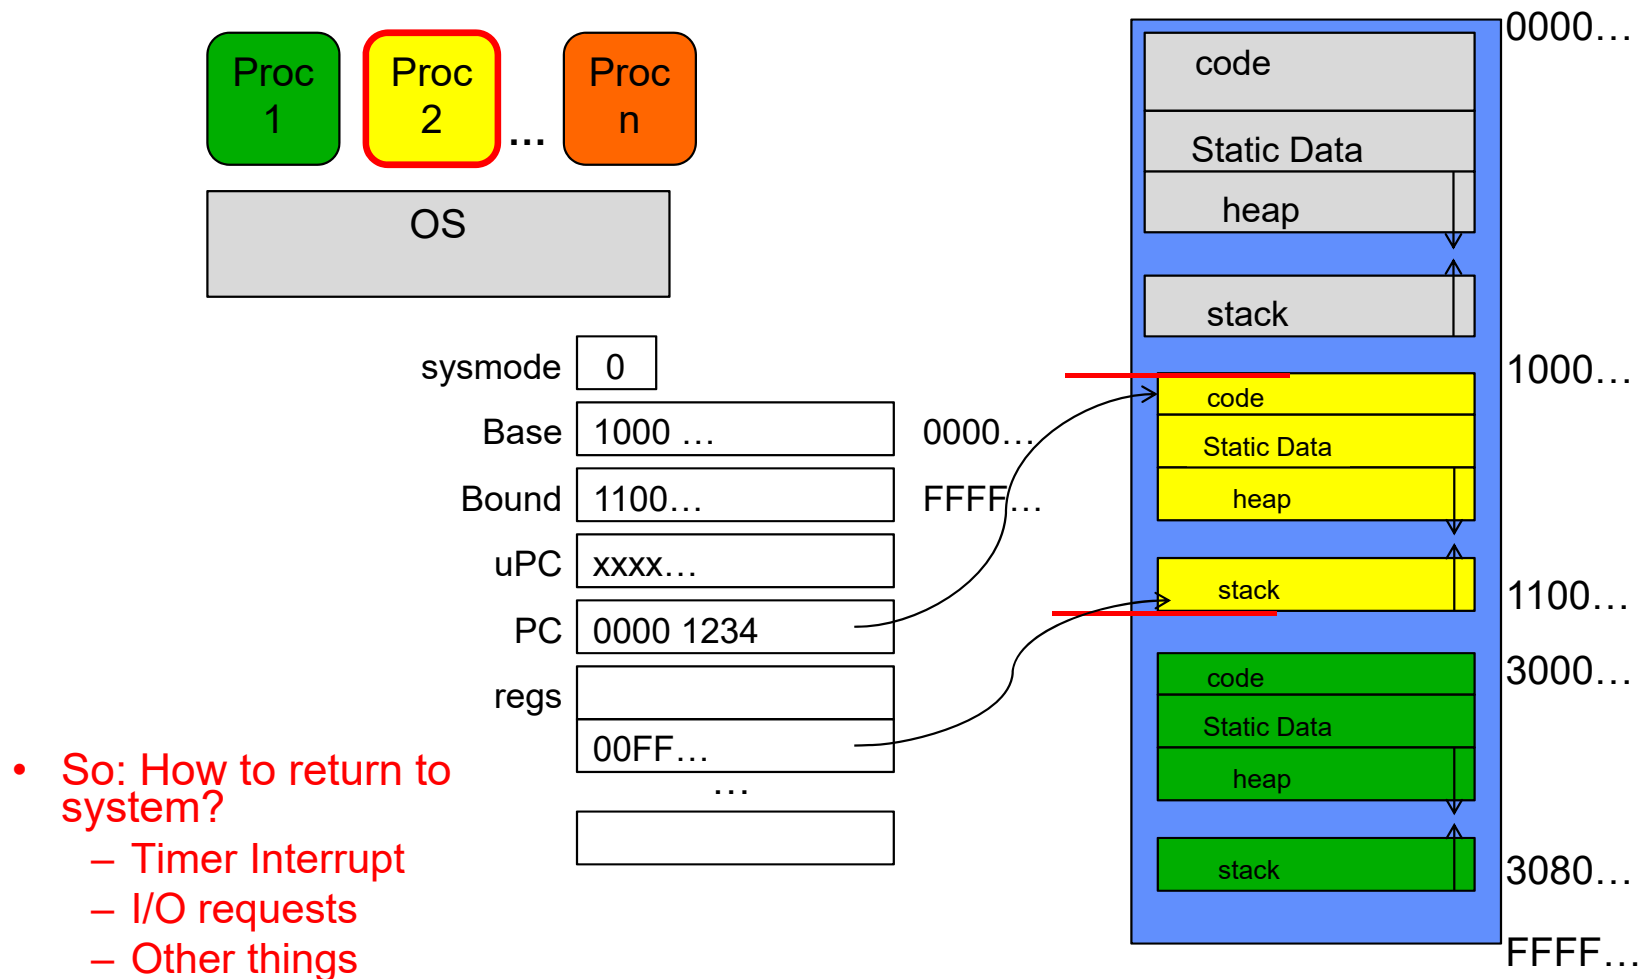 Proc
1
Proc
2
...
Proc
n
OS
sysmode 0
Base 1000 … 0000…
Bound 1100… FFFF…
uPC xxxx…
PC 0000 1234
regs
00FF…
…
• So: How to return to
system?
– Timer Interrupt
– I/O requests
– Other things
0000…
code
Static Data
heap
stack
1000…
code
Static Data
heap
stack
1100…
3000…
code
Static Data
heap
stack
3080…
FFFF…